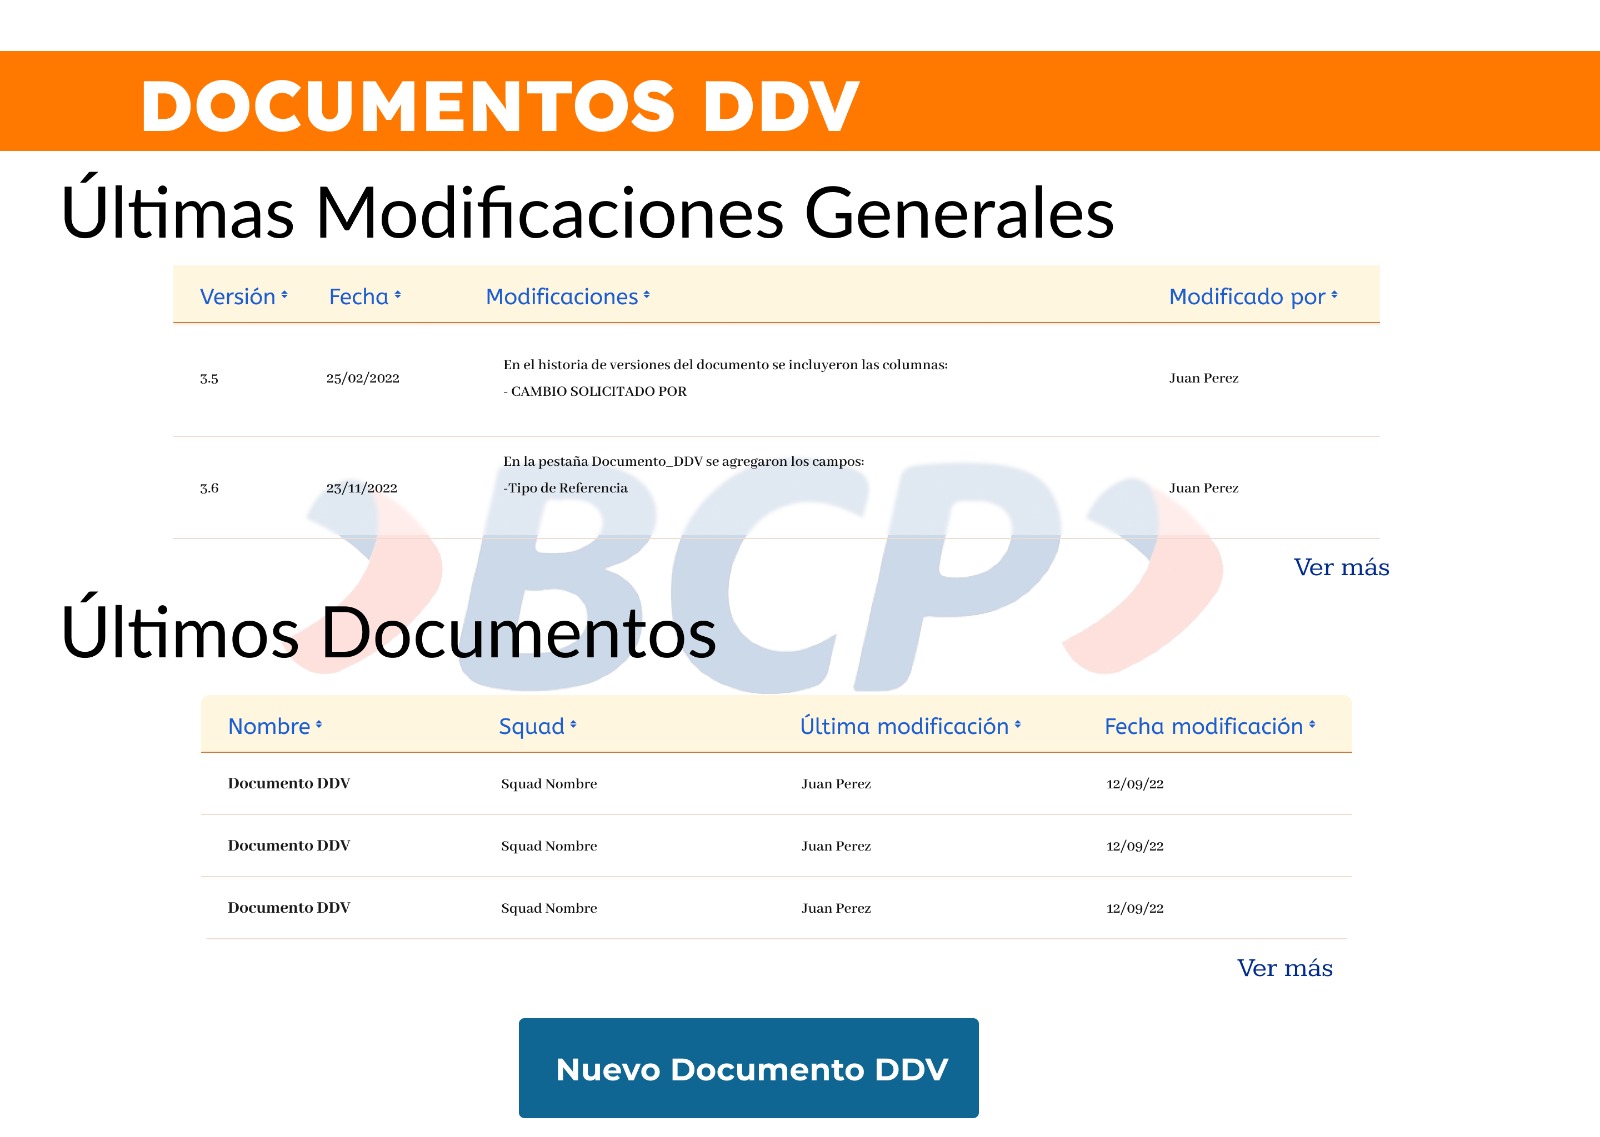 DOCUMENTOS DDV
Últimas Modificaciones Generales
Versión Fecha Modificaciones Modificado por
En el historia de versiones del documento se incluyeron las columnas:
3.5 25/02/2022 Juan Perez
- CAMBIO SOLICITADO POR
En la pestaña Documento_DDV se agregaron los campos:
3.6 23/11/2022 -Tipo de Referencia Juan Perez
BCP
Ver más
Últimos Documentos
Nombre Squad Última modificación Fecha modificación
Documento DDV Squad Nombre Juan Perez 12/09/22
Documento DDV Squad Nombre Juan Perez 12/09/22
Documento DDV Squad Nombre Juan Perez 12/09/22
Ver más
Nuevo Documento DDV